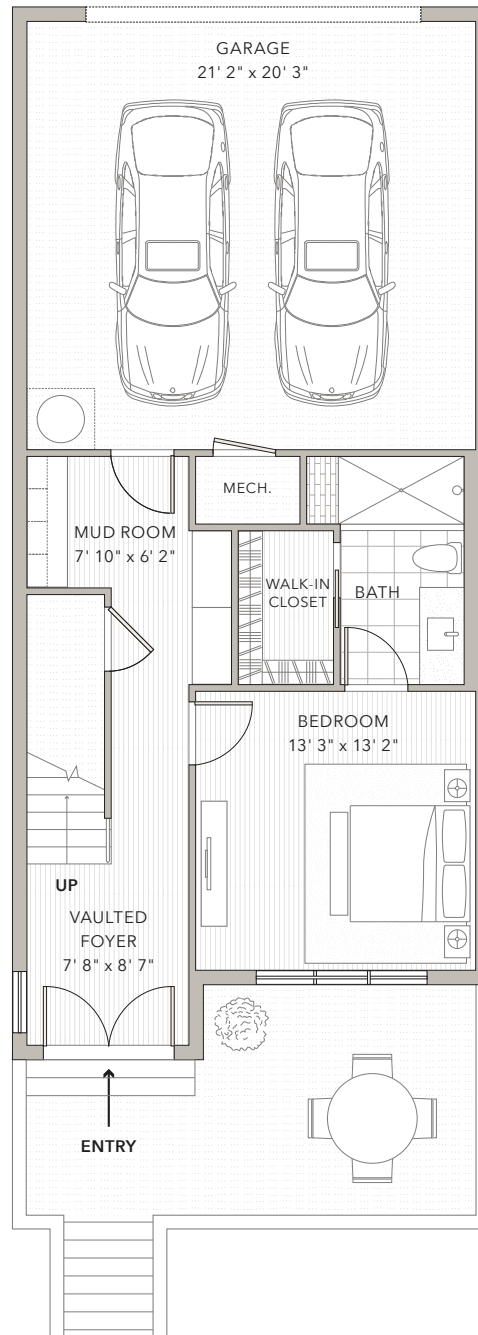 GARAGE
21' 2" x 20' 3"
MECH.
MUD ROOM
7' 10" x 6' 2"
WALK-IN
CLOSET
BATH
BEDROOM
13' 3" x 13' 2"
UP
VAULTED
FOYER
7' 8" x 8' 7"
ENTRY